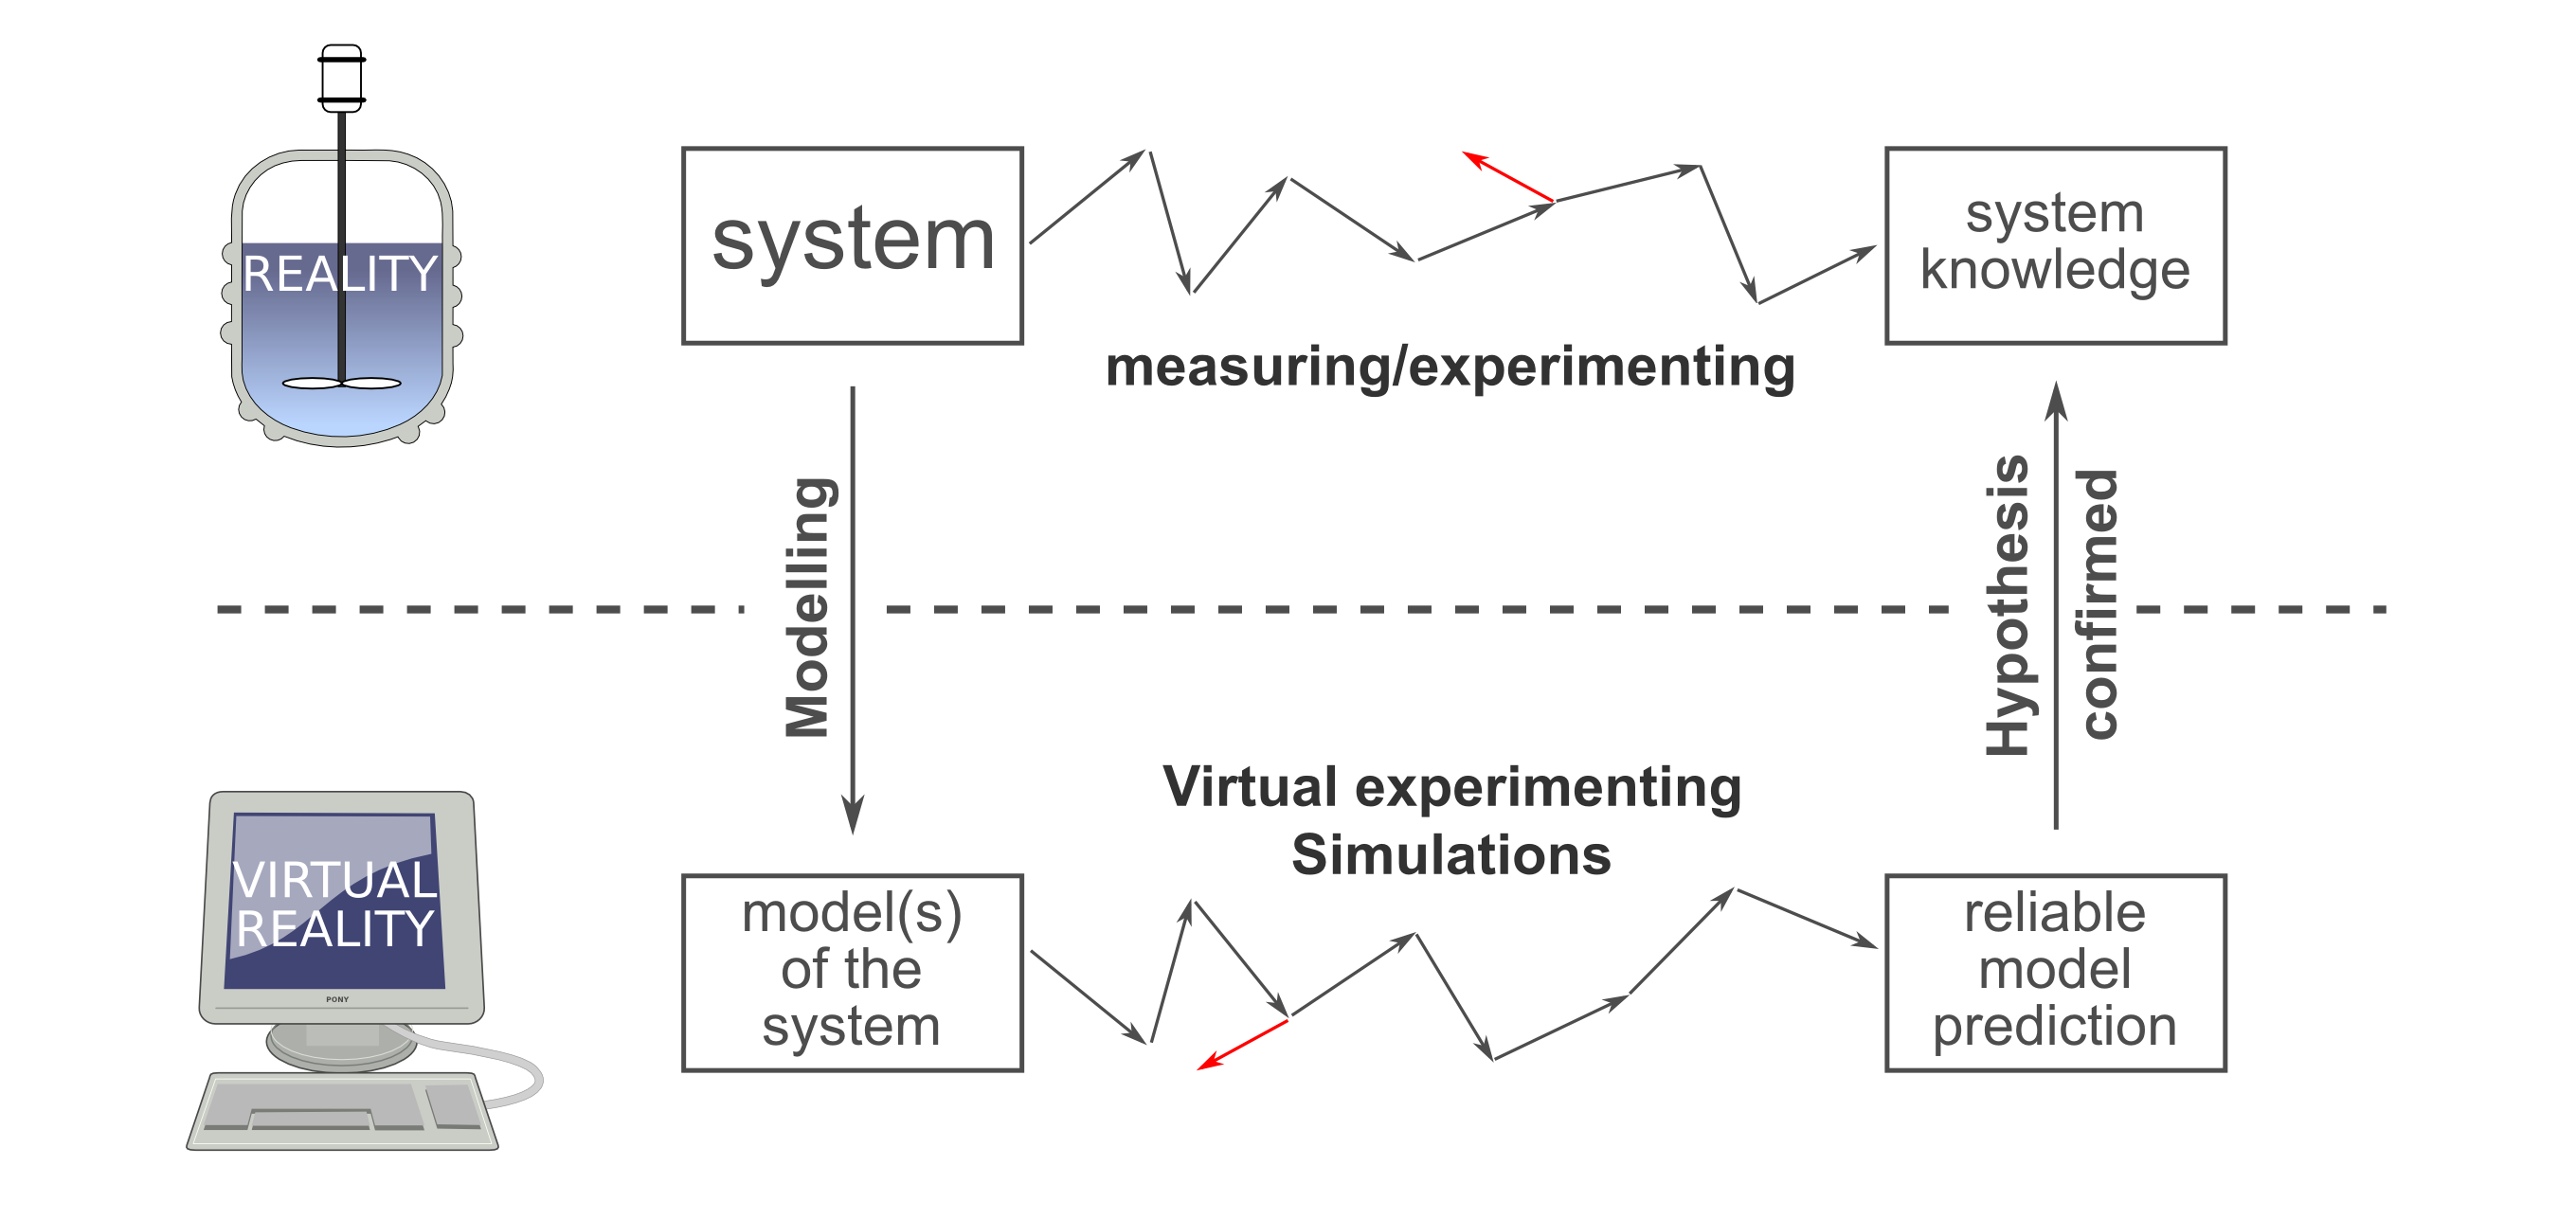 REALITY
system
system
knowledge
measuring/experimenting
Modelling
Hypothesis
confirmed
Virtual experimenting
Simulations
VIRTUAL
REALITY
PONY
model(s)
of the
system
reliable
model
prediction